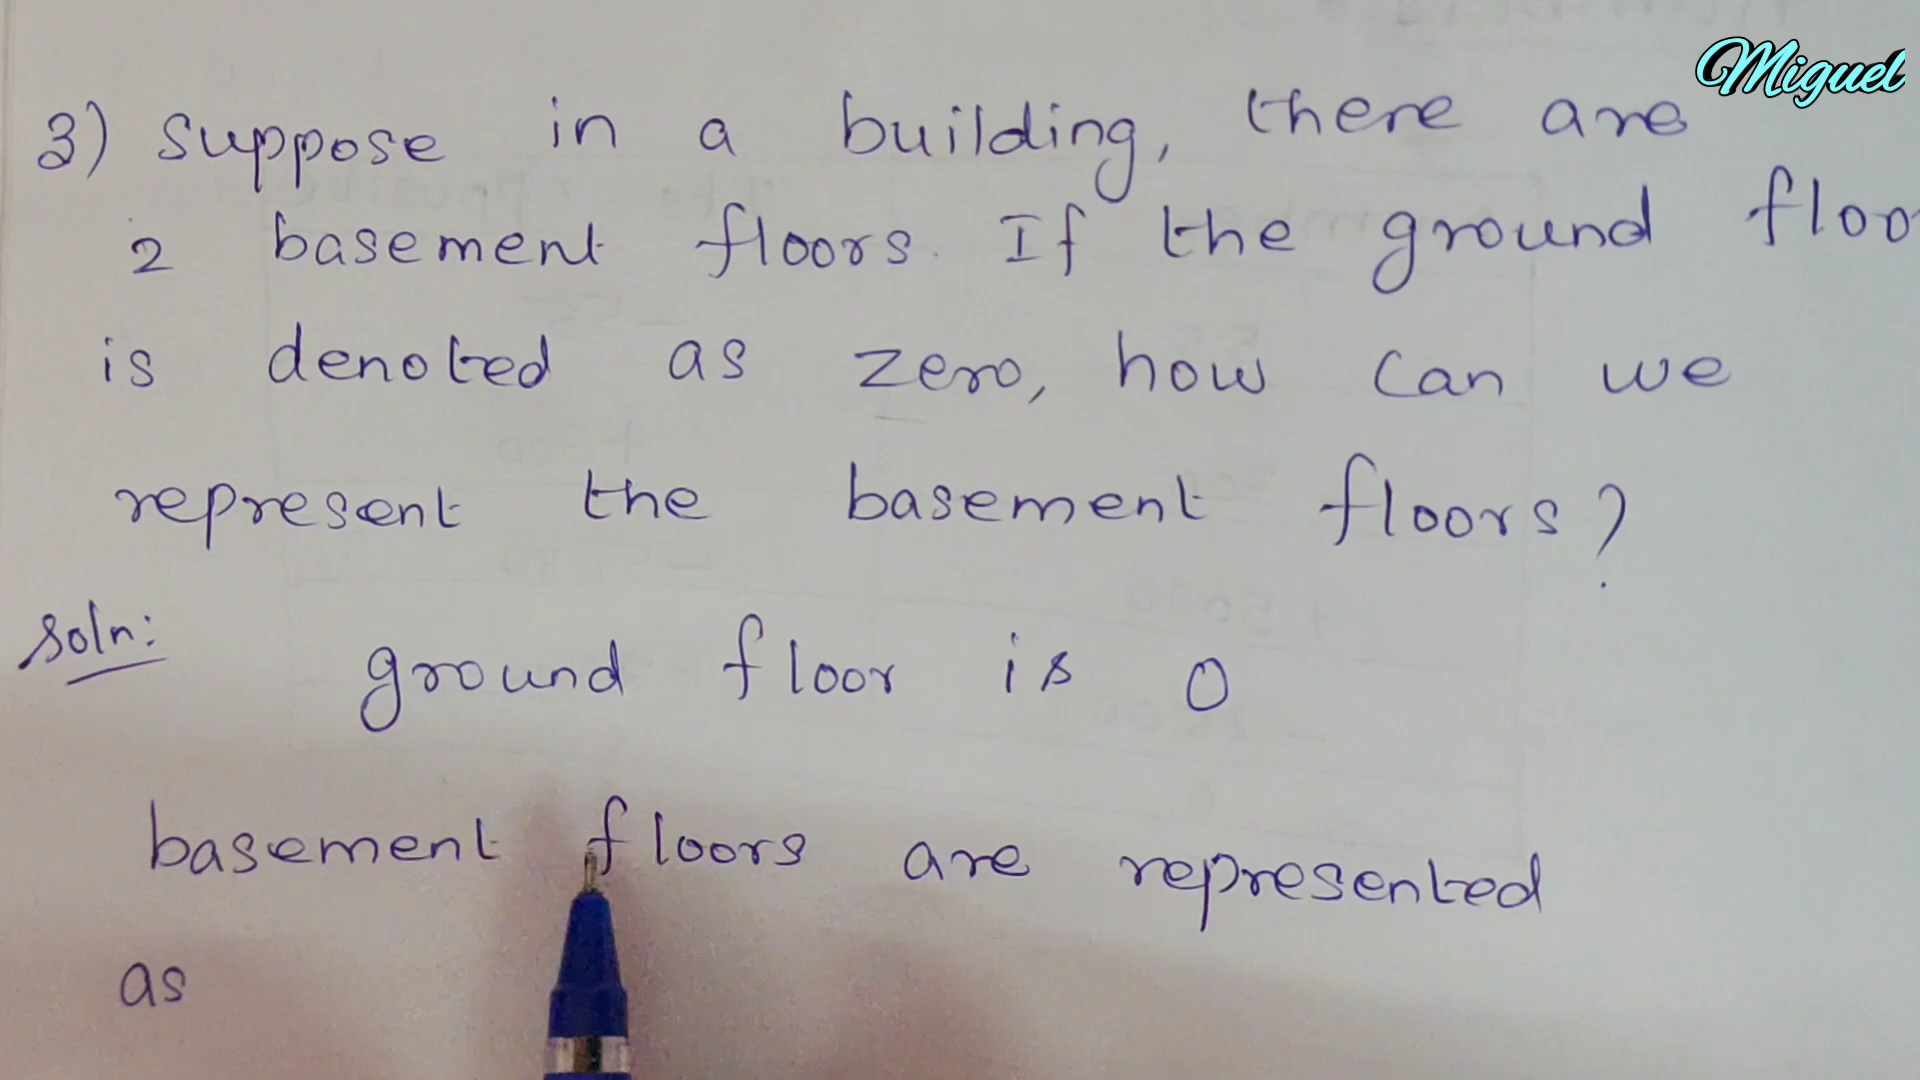 Miguel
3) Suppose in a building, there are
2 basement floors. If the ground floo
is denoted as zero, how can we
represent the basement floors?
Soln:
ground floor is 0
basement floors are represented
as